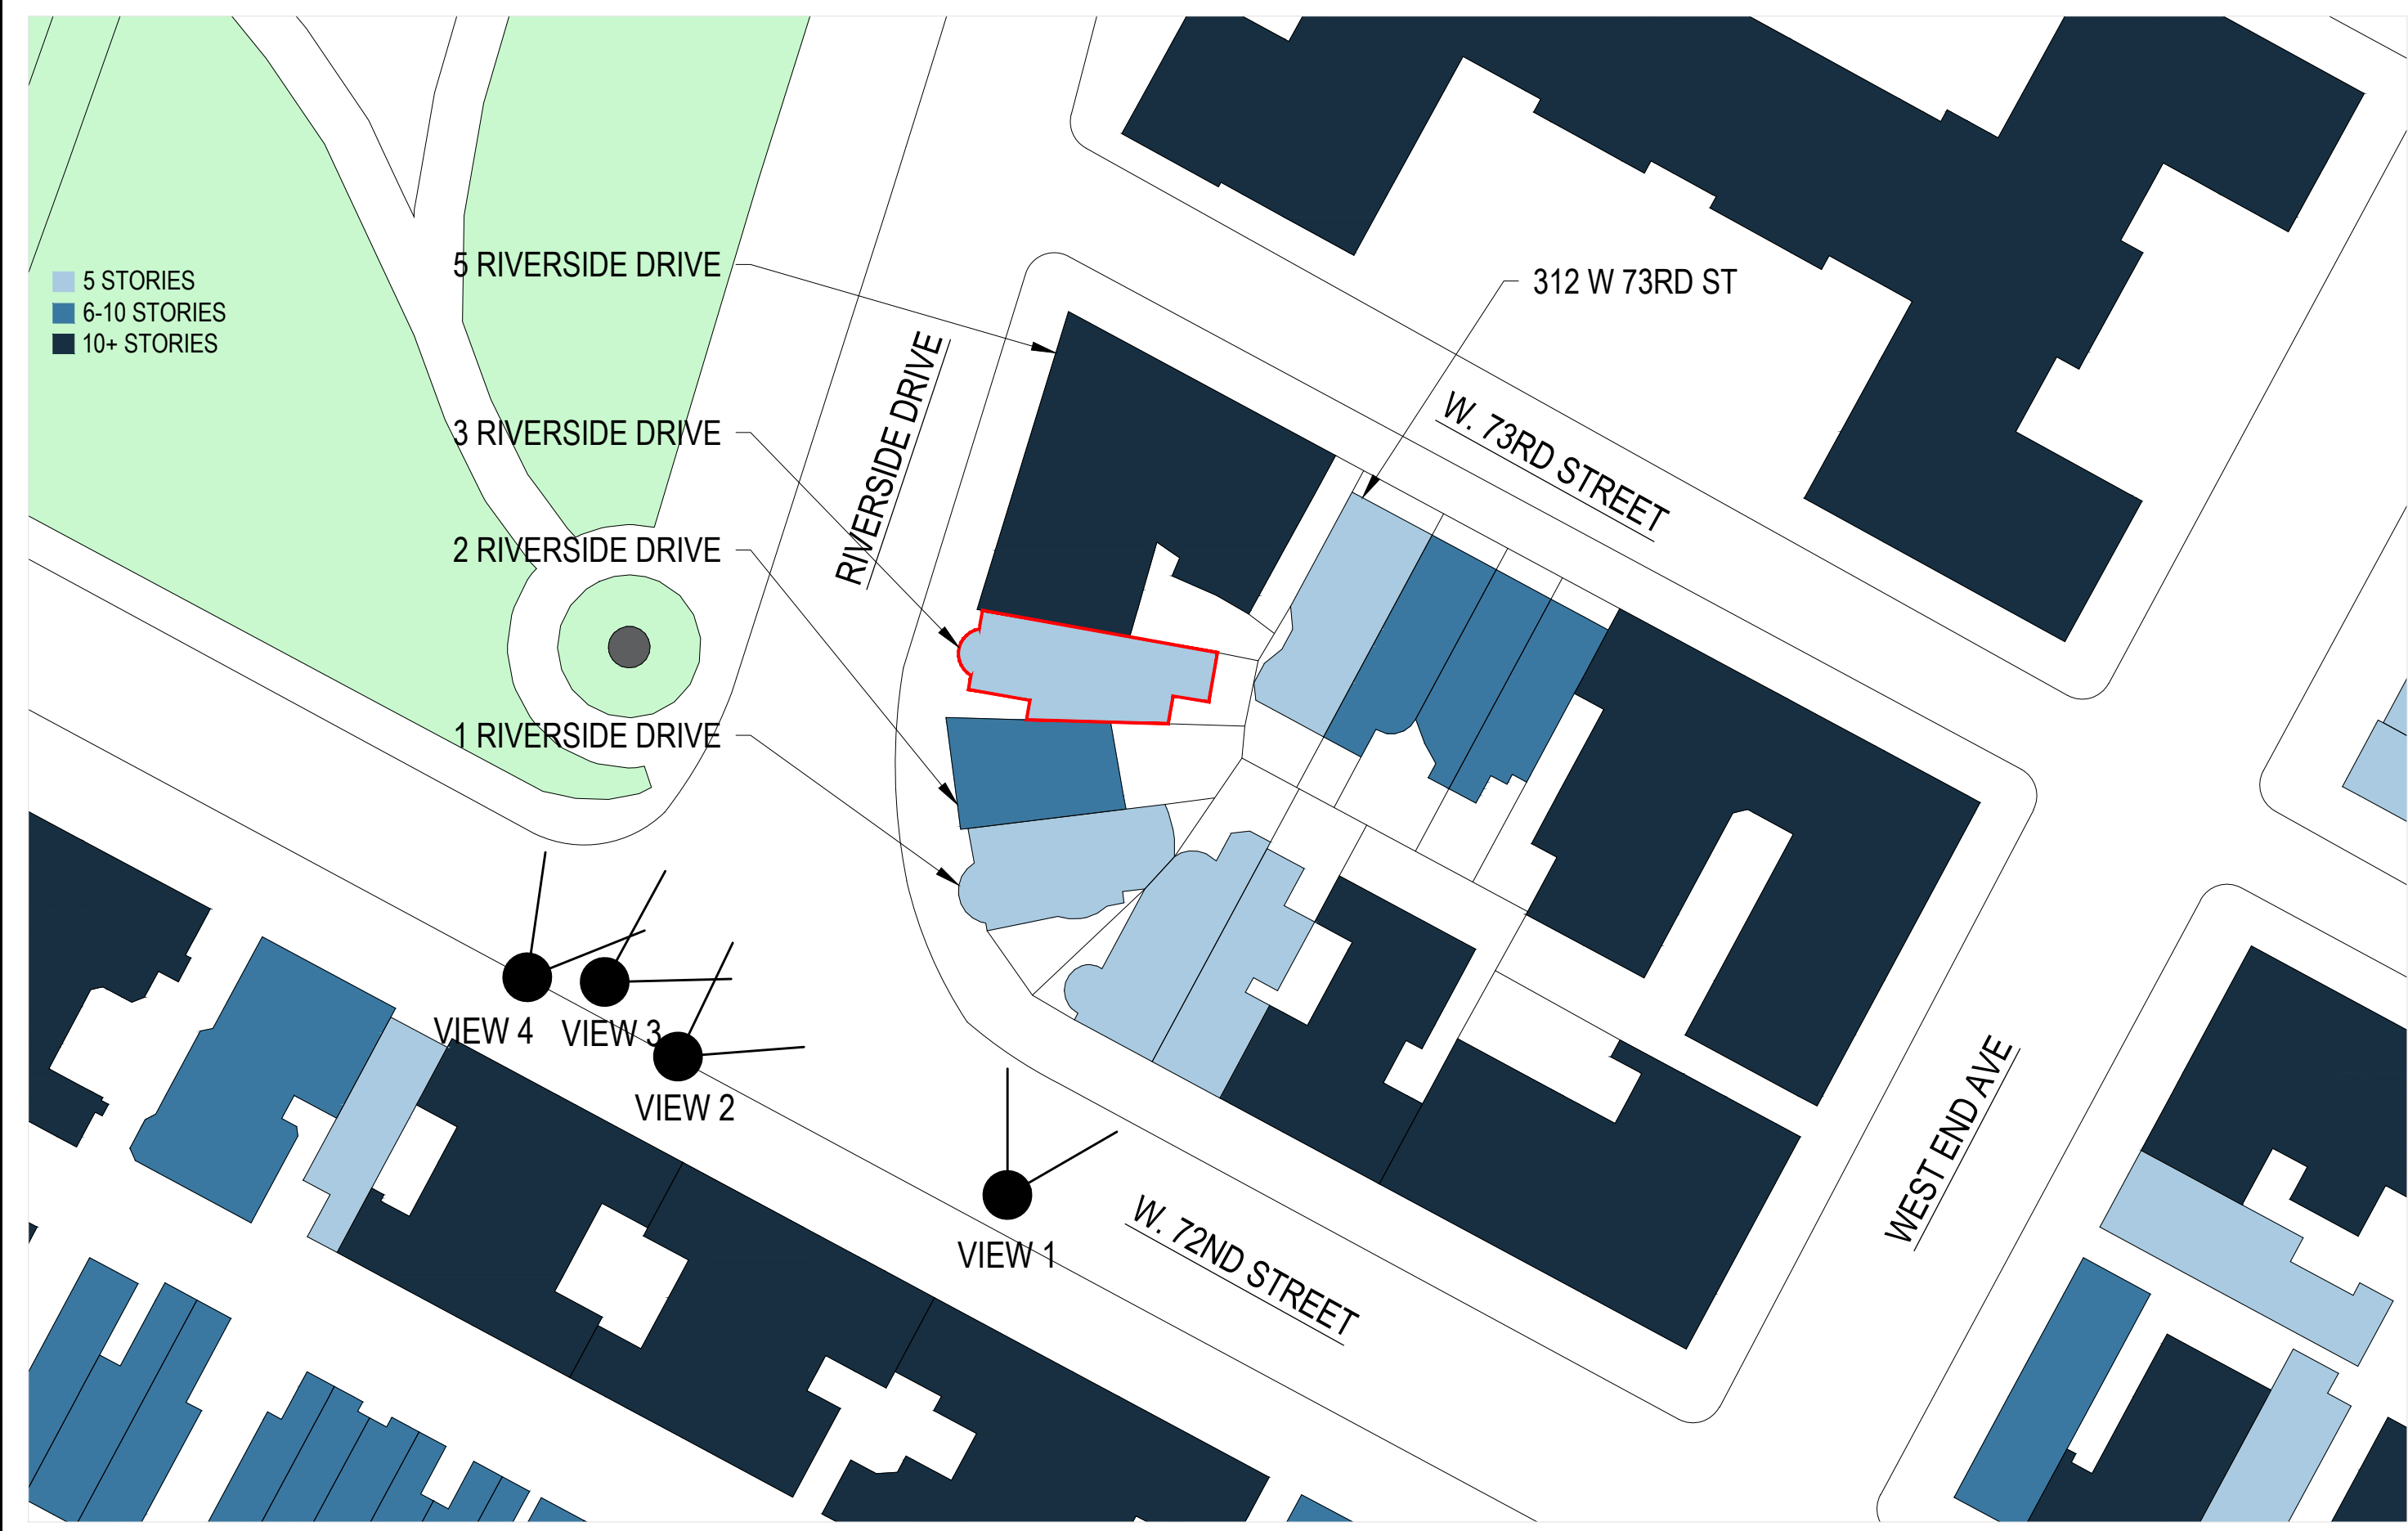 5 RIVERSIDE DRIVE
312 W 73RD ST
5 STORIES
6-10 STORIES
10+ STORIES
3 RIVERSIDE DRIVE
RIVERSIDE DRIVE
W. 73RD STREET
2 RIVERSIDE DRIVE
1 RIVERSIDE DRIVE
VIEW 4
VIEW 3
VIEW 2
VIEW 1
W. 72ND STREET
WEST END AVE